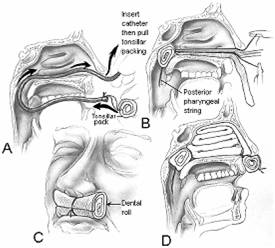 Insert
catheter then pull
tonsillar
packing
Tonsillar
pack
A
Posterior
pharyngeal
string
B
Dental
roll
C
D